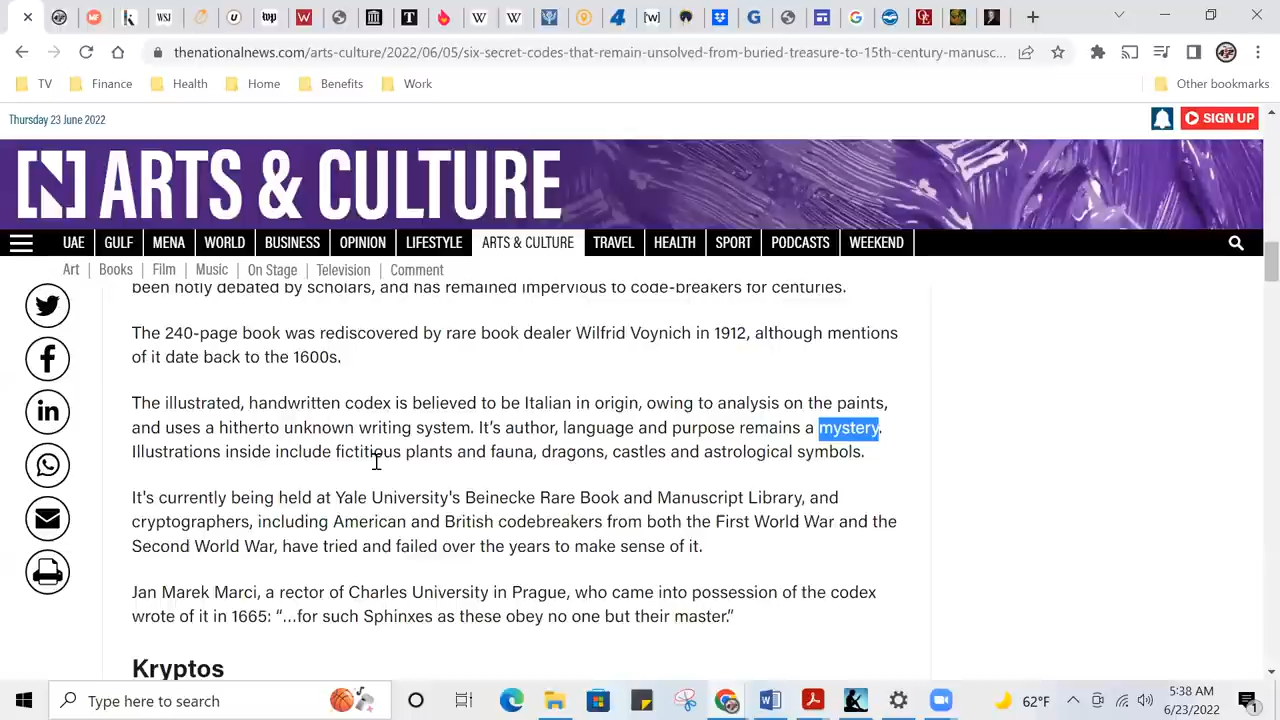 thenationalnews.com/arts-culture/2022/06/05/six-secret-codes-that-remain-unsolved-from-buried-treasure-to-15th-century-manusc...
TV Finance Health Home Benefits Work Other bookmarks
Thursday 23 June 2022
SIGN UP
[N] ARTS & CULTURE
UAE GULF MENA WORLD BUSINESS OPINION LIFESTYLE ARTS & CULTURE TRAVEL HEALTH SPORT PODCASTS WEEKEND
Art | Books | Film | Music | On Stage | Television | Comment
been hotly debated by scholars, and has remained impervious to code-breakers for centuries.
The 240-page book was rediscovered by rare book dealer Wilfrid Voynich in 1912, although mentions
of it date back to the 1600s.
The illustrated, handwritten codex is believed to be Italian in origin, owing to analysis on the paints,
and uses a hitherto unknown writing system. It's author, language and purpose remains a mystery.
Illustrations inside include fictitious plants and fauna, dragons, castles and astrological symbols.
It's currently being held at Yale University's Beinecke Rare Book and Manuscript Library, and
cryptographers, including American and British codebreakers from both the First World War and the
Second World War, have tried and failed over the years to make sense of it.
Jan Marek Marci, a rector of Charles University in Prague, who came into possession of the codex
wrote of it in 1665: “…for such Sphinxes as these obey no one but their master.”
Kryptos
Type here to search
62°F
5:38 AM
6/23/2022